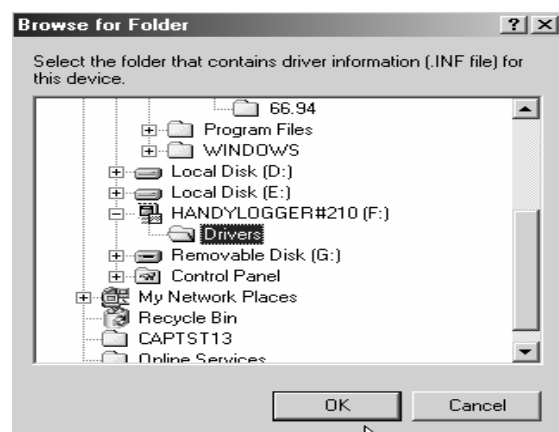 Browse for Folder
Select the folder that contains driver information (.INF file) for
this device.
66.94
Program Files
WINDOWS
Local Disk (D:)
Local Disk (E:)
HANDYLOGGER#210 (F:)
Drivers
Removable Disk (G:)
Control Panel
My Network Places
Recycle Bin
CAPTST13
Online Services
OK
Cancel